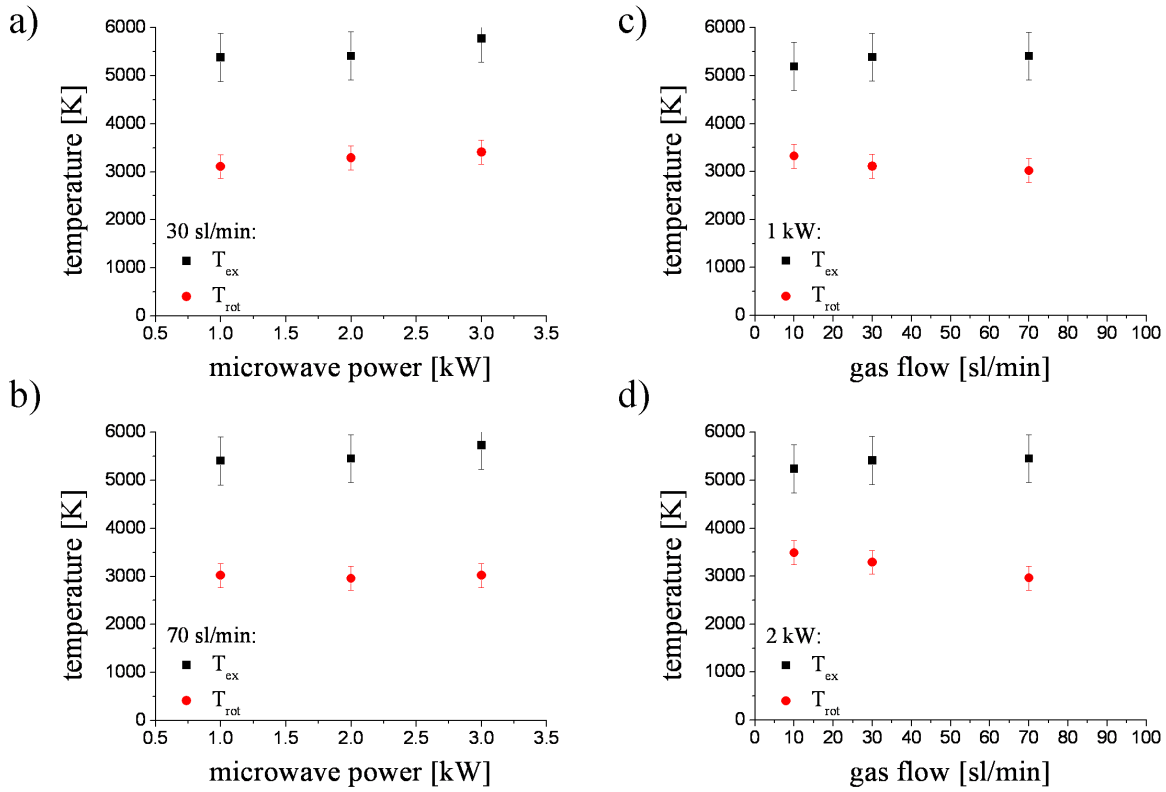 a)
temperature [K]
6000
5000
4000
3000
2000
1000
0
30 sl/min:
T_ex
T_rot
0.5 1.0 1.5 2.0 2.5 3.0 3.5
microwave power [kW]
c)
temperature [K]
6000
5000
4000
3000
2000
1000
0
1 kW:
T_ex
T_rot
0 10 20 30 40 50 60 70 80 90 100
gas flow [sl/min]
b)
temperature [K]
6000
5000
4000
3000
2000
1000
0
70 sl/min:
T_ex
T_rot
0.5 1.0 1.5 2.0 2.5 3.0 3.5
microwave power [kW]
d)
temperature [K]
6000
5000
4000
3000
2000
1000
0
2 kW:
T_ex
T_rot
0 10 20 30 40 50 60 70 80 90 100
gas flow [sl/min]